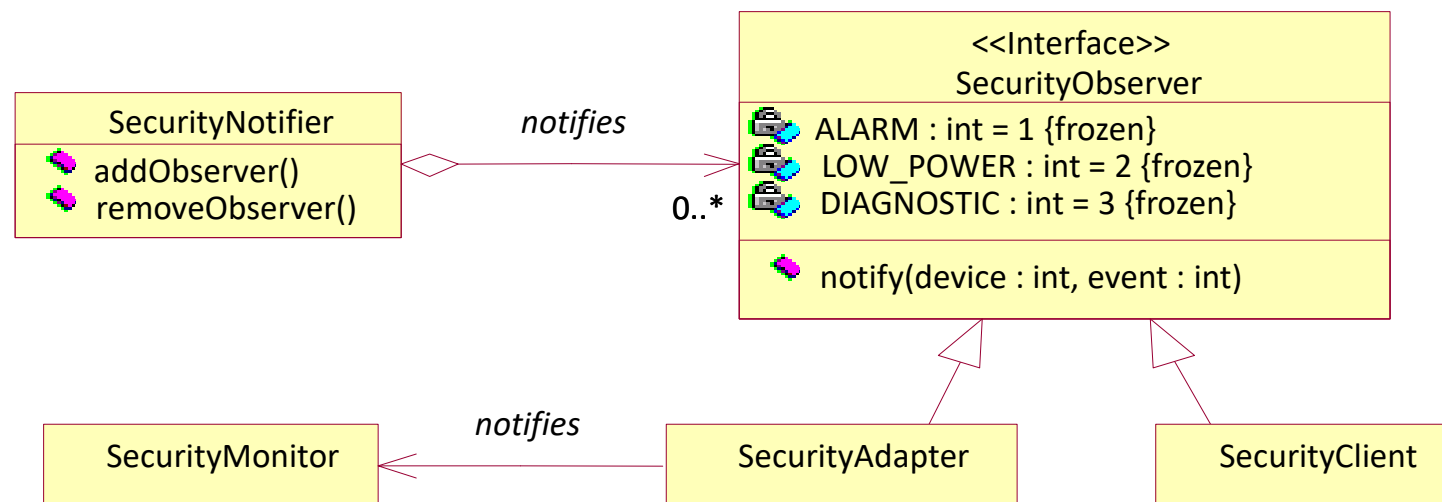 <<Interface>>
SecurityObserver
ALARM : int = 1 {frozen}
LOW_POWER : int = 2 {frozen}
DIAGNOSTIC : int = 3 {frozen}
notify(device : int, event : int)
SecurityNotifier
addObserver()
removeObserver()
notifies
0..*
SecurityMonitor
notifies
SecurityAdapter
SecurityClient